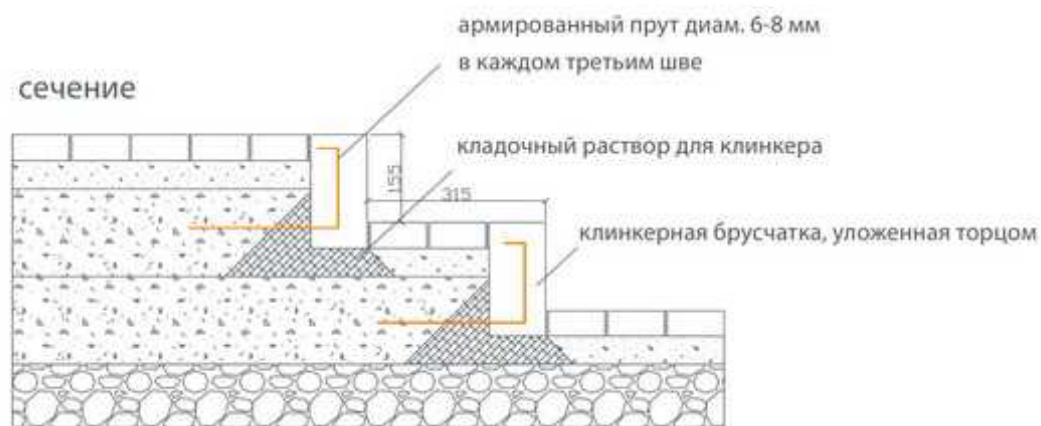 армированный прут диам. 6-8 мм
в каждом третьим шве
сечение
кладочный раствор для клинкера
155
315
клинкерная брусчатка, уложенная торцом